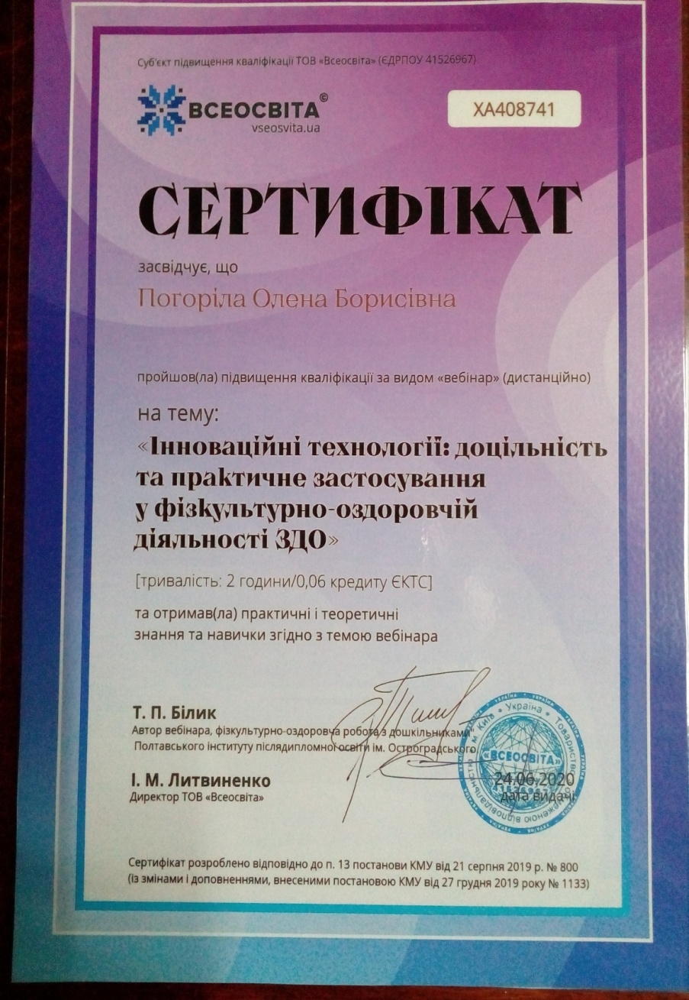 Суб'єкт підвищення кваліфікації ТОВ «Всеосвіта» (ЄДРПОУ 41526967)
ВСЕОСВІТА©
vseosvita.ua
XA408741
СЕРТИФІКАТ
засвідчує, що
Погоріла Олена Борисівна
пройшов(ла) підвищення кваліфікації за видом «вебінар» (дистанційно)
на тему:
«Інноваційні технології: доцільність
та практичне застосування
у фізкультурно-оздоровчій
діяльності ЗДО»
[тривалість: 2 години/0,06 кредиту ЄКТС]
та отримав(ла) практичні і теоретичні
знання та навички згідно з темою вебінара
Т. П. Білик
Автор вебінара, фізкультурно-оздоровча робота з дошкільниками"
Полтавського інституту післядипломної освіти ім. Остроградського.
І. М. Литвиненко
Директор ТОВ «Всеосвіта»
м Київ • Україна • Товариство
«ВСЕОСВІТА»
відповідальністю
24.06.2020
дата видачі
Сертифікат розроблено відповідно до п. 13 постанови КМУ від 21 серпня 2019 р. № 800
(із змінами і доповненнями, внесеними постановою КМУ від 27 грудня 2019 року № 1133)